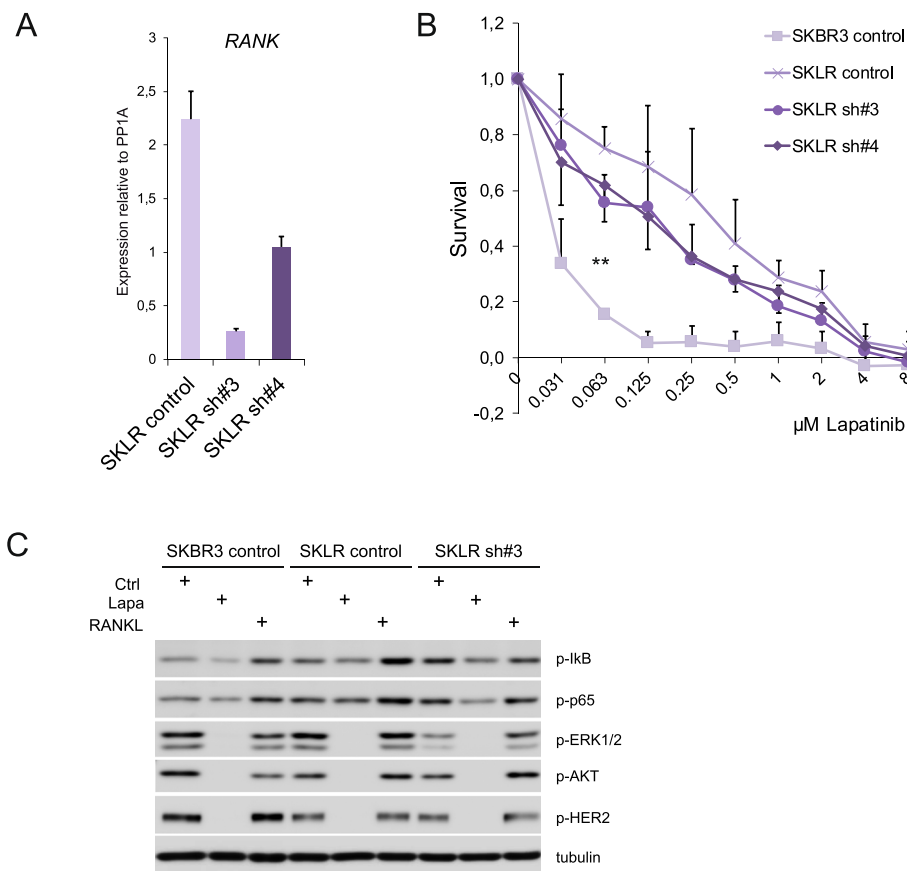 A
RANK
Expression relative to PP1A
3
2,5
2
1,5
1
0,5
0
SKLR control
SKLR sh#3
SKLR sh#4
B
SKBR3 control
SKLR control
SKLR sh#3
SKLR sh#4
Survival
1,0
0,8
0,6
0,4
0,2
0,0
-0,2
**
0
0.031
0.063
0.125
0.25
0.5
1
2
4
8
µM Lapatinib
C
SKBR3 control SKLR control SKLR sh#3
Ctrl + + +
Lapa + + +
RANKL + + +
p-IkB
p-p65
p-ERK1/2
p-AKT
p-HER2
tubulin